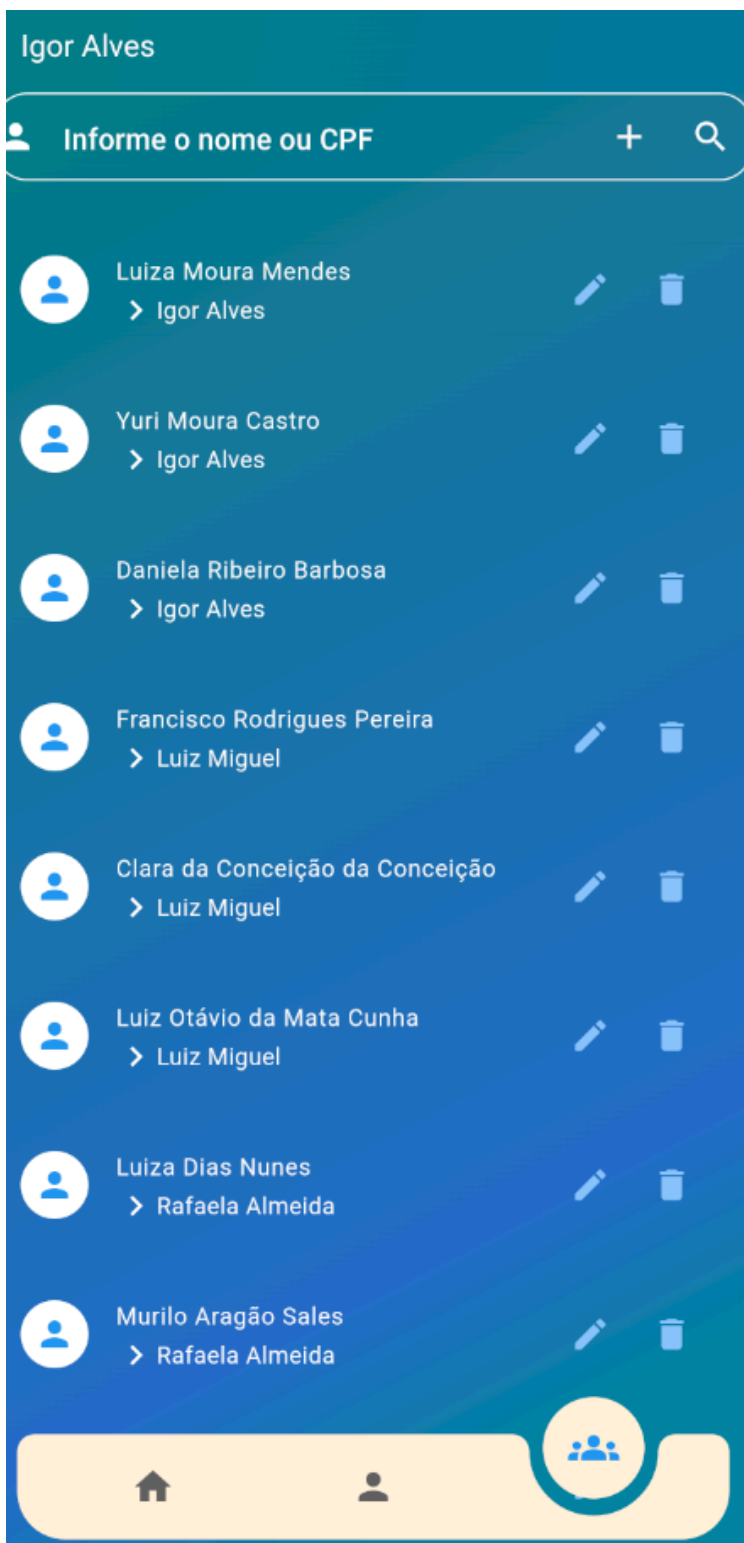 Igor Alves
Informe o nome ou CPF
Luiza Moura Mendes
Igor Alves
Yuri Moura Castro
Igor Alves
Daniela Ribeiro Barbosa
Igor Alves
Francisco Rodrigues Pereira
Luiz Miguel
Clara da Conceição da Conceição
Luiz Miguel
Luiz Otávio da Mata Cunha
Luiz Miguel
Luiza Dias Nunes
Rafaela Almeida
Murilo Aragão Sales
Rafaela Almeida